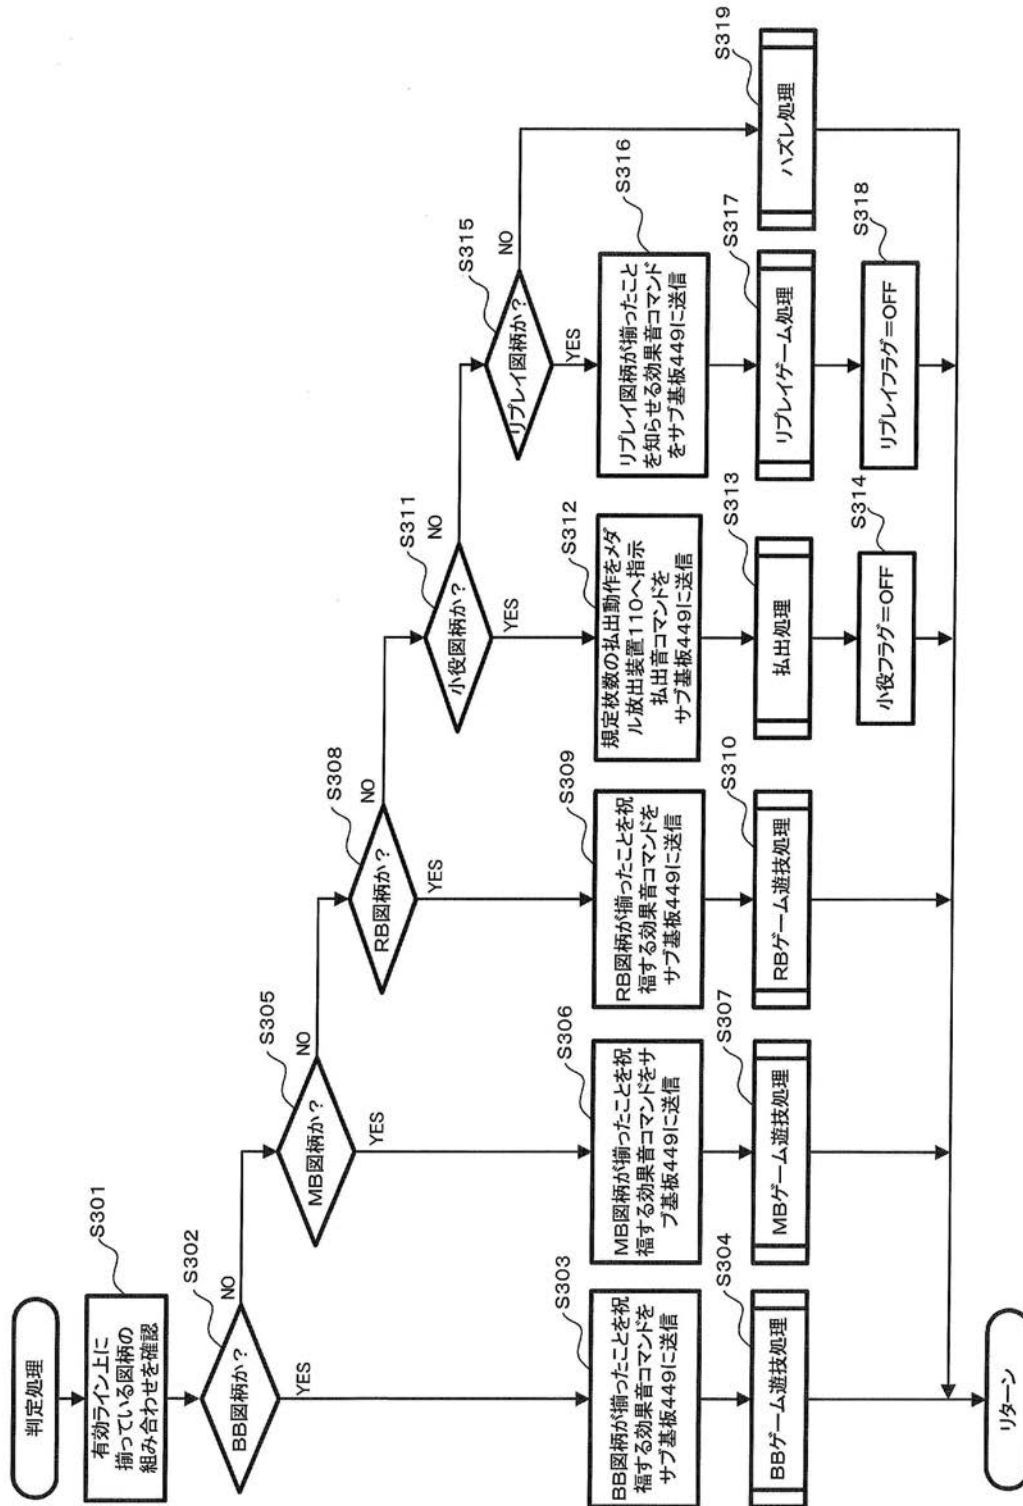 判定処理
S301
有効ライン上に
揃っている図柄の
組み合わせを確認
S302
BB図柄か?
NO
YES
S303
BB図柄が揃ったことを祝
福する効果音コマンドを
サブ基板449に送信
S304
BBゲーム遊技処理
S305
MB図柄か?
NO
YES
S306
MB図柄が揃ったことを祝
福する効果音コマンドをサ
ブ基板449に送信
S307
MBゲーム遊技処理
S308
RB図柄か?
NO
YES
S309
RB図柄が揃ったことを祝
福する効果音コマンドを
サブ基板449に送信
S310
RBゲーム遊技処理
S311
小役図柄か?
NO
YES
S312
規定枚数の払出動作をメダ
ル放出装置110へ指示
払出音コマンドを
サブ基板449に送信
S313
払出処理
S314
小役フラグ=OFF
S315
リプレイ図柄か?
NO
YES
S316
リプレイ図柄が揃ったこと
を知らせる効果音コマンド
をサブ基板449に送信
S317
リプレイゲーム処理
S318
リプレイフラグ=OFF
S319
ハズレ処理
リターン